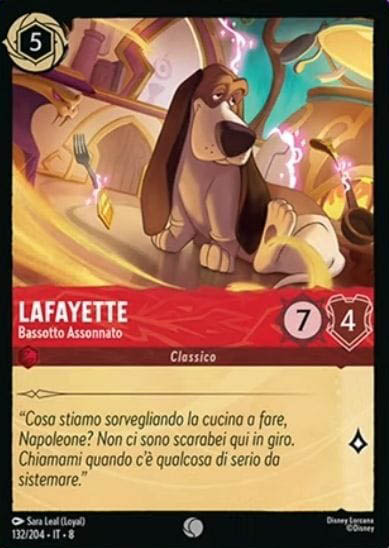 5
LAFAYETTE
Bassotto Assonnato
7
4
Classico
“Cosa stiamo sorvegliando la cucina a fare,
Napoleone? Non ci sono scarabei qui in giro.
Chiamami quando c'è qualcosa di serio da
sistemare.”
Sara Leal (Loyal)
Disney Lorcana
132/204 • IT • 8
©Disney